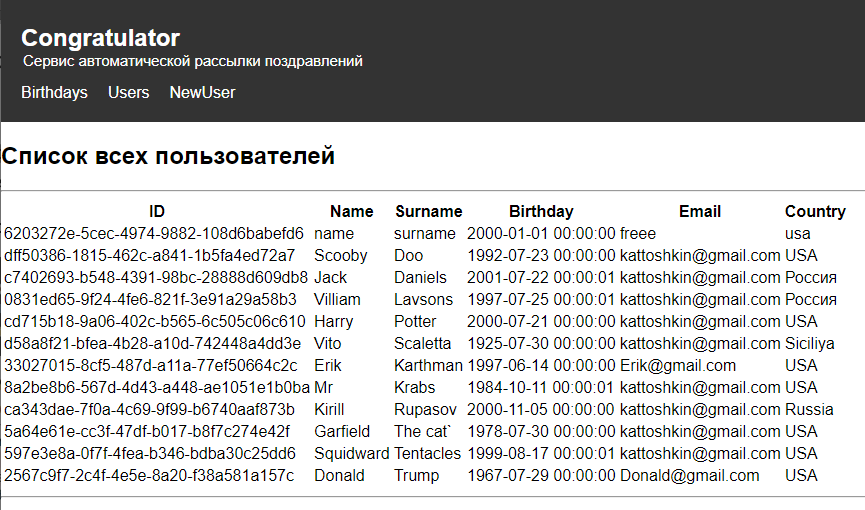 Congratulator
Сервис автоматической рассылки поздравлений
Birthdays Users NewUser
Список всех пользователей
ID Name Surname Birthday Email Country
6203272e-5cec-4974-9882-108d6babefd6 name surname 2000-01-01 00:00:00 freee usa
dff50386-1815-462c-a841-1b5fa4ed72a7 Scooby Doo 1992-07-23 00:00:00 kattoshkin@gmail.com USA
c7402693-b548-4391-98bc-28888d609db8 Jack Daniels 2001-07-22 00:00:01 kattoshkin@gmail.com Россия
0831ed65-9f24-4fe6-821f-3e91a29a58b3 Villiam Lavsons 1997-07-25 00:00:01 kattoshkin@gmail.com Россия
cd715b18-9a06-402c-b565-6c505c06c610 Harry Potter 2000-07-21 00:00:00 kattoshkin@gmail.com USA
d58a8f21-bfea-4b28-a10d-742448a4dd3e Vito Scaletta 1925-07-30 00:00:00 kattoshkin@gmail.com Siciliya
33027015-8cf5-487d-a11a-77ef50664c2c Erik Karthman 1997-06-14 00:00:00 Erik@gmail.com USA
8a2be8b6-567d-4d43-a448-ae1051e1b0ba Mr Krabs 1984-10-11 00:00:01 kattoshkin@gmail.com USA
ca343dae-7f0a-4c69-9f99-b6740aaf873b Kirill Rupasov 2000-11-05 00:00:00 kattoshkin@gmail.com Russia
5a64e61e-cc3f-47df-b017-b8f7c274e42f Garfield The cat` 1978-07-30 00:00:00 kattoshkin@gmail.com USA
597e3e8a-0f7f-4fea-b346-bdba30c25dd6 Squidward Tentacles 1999-08-17 00:00:01 kattoshkin@gmail.com USA
2567c9f7-2c4f-4e5e-8a20-f38a581a157c Donald Trump 1967-07-29 00:00:00 Donald@gmail.com USA